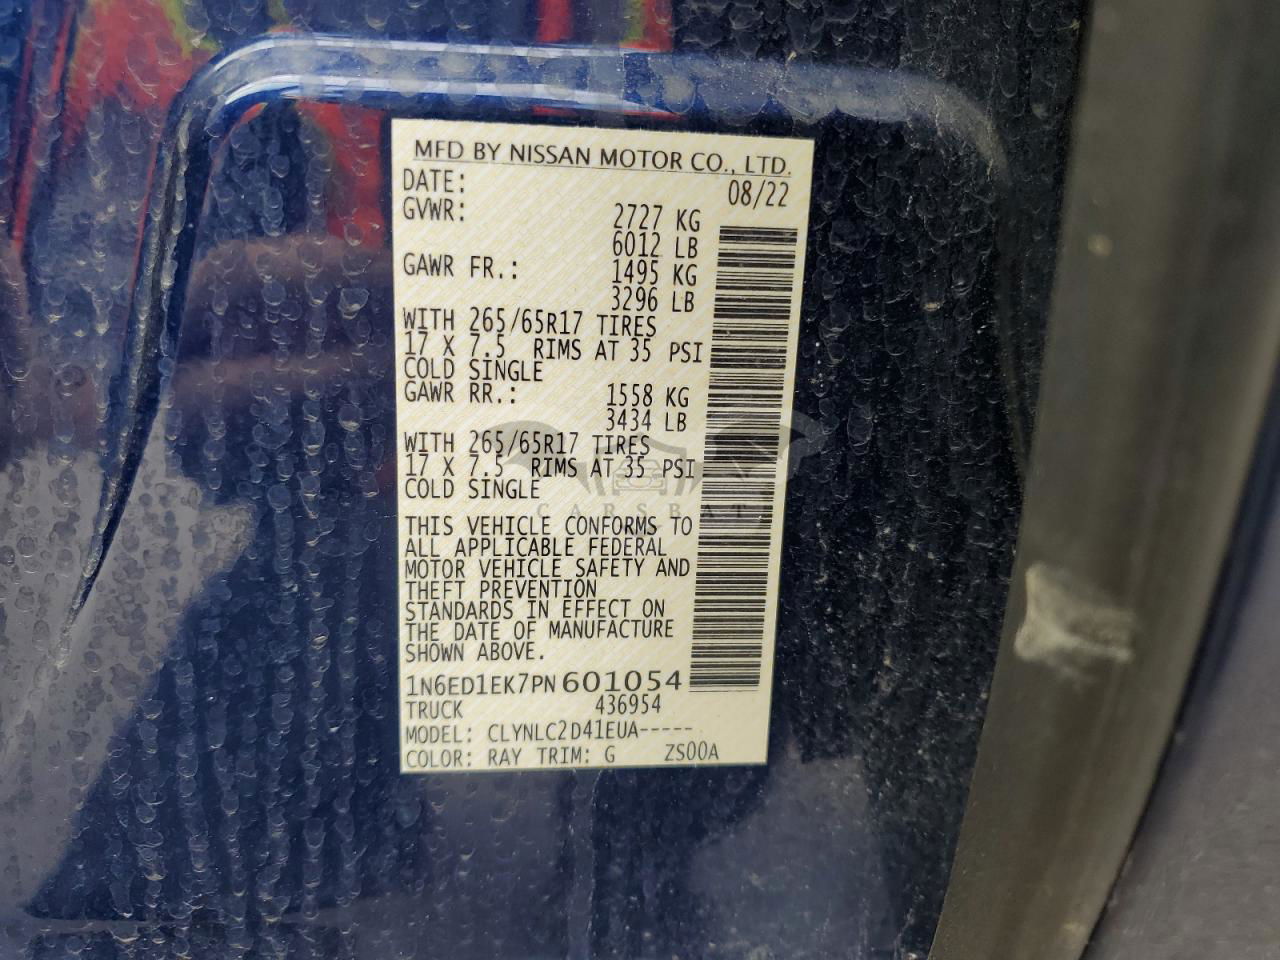 MFD BY NISSAN MOTOR CO., LTD.
DATE: 08/22
GVWR: 2727 KG
6012 LB
GAWR FR.: 1495 KG
3296 LB
WITH 265/65R17 TIRES
17 X 7.5 RIMS AT 35 PSI
COLD SINGLE
GAWR RR.: 1558 KG
3434 LB
WITH 265/65R17 TIRES
17 X 7.5 RIMS AT 35 PSI
COLD SINGLE
CARSBAT
THIS VEHICLE CONFORMS TO
ALL APPLICABLE FEDERAL
MOTOR VEHICLE SAFETY AND
THEFT PREVENTION
STANDARDS IN EFFECT ON
THE DATE OF MANUFACTURE
SHOWN ABOVE.
1N6ED1EK7PN601054
TRUCK 436954
MODEL: CLYNLC2D41EUA-----
COLOR: RAY TRIM: G ZS00A